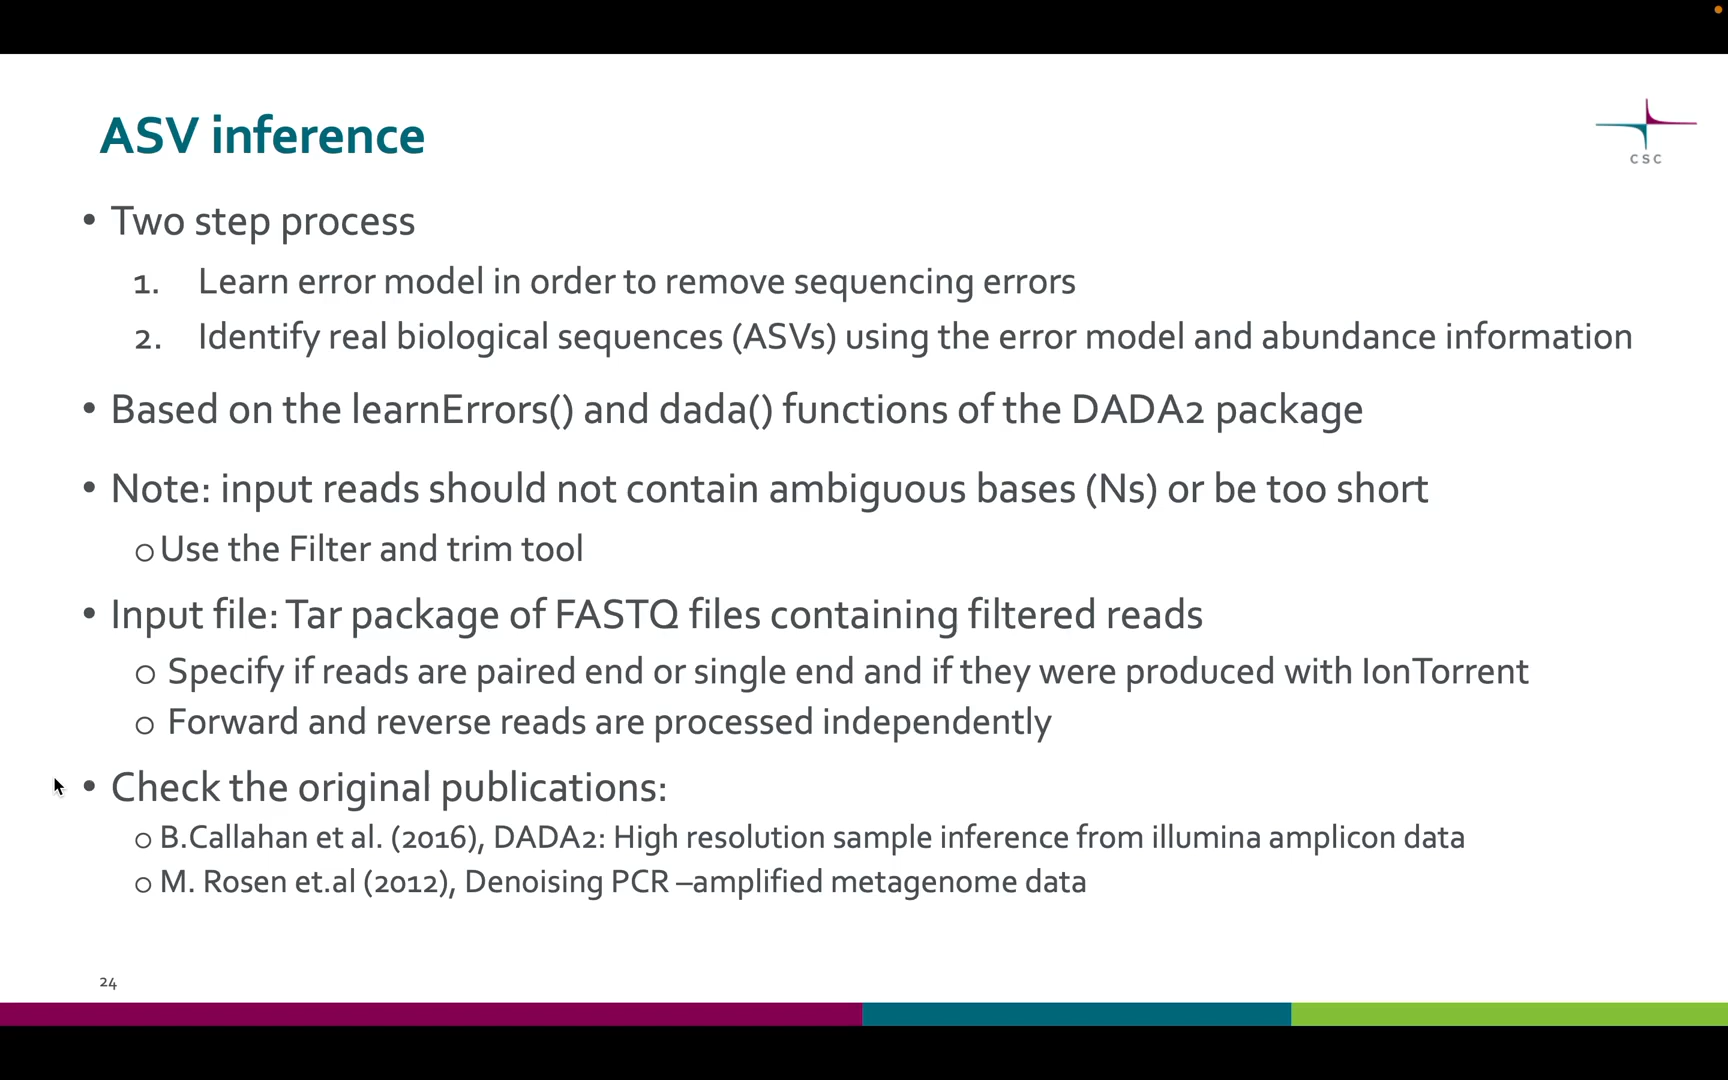 ASV inference
CSC
• Two step process
1. Learn error model in order to remove sequencing errors
2. Identify real biological sequences (ASVs) using the error model and abundance information
• Based on the learnErrors() and dada() functions of the DADA2 package
• Note: input reads should not contain ambiguous bases (Ns) or be too short
o Use the Filter and trim tool
• Input file: Tar package of FASTQ files containing filtered reads
o Specify if reads are paired end or single end and if they were produced with IonTorrent
o Forward and reverse reads are processed independently
• Check the original publications:
o B.Callahan et al. (2016), DADA2: High resolution sample inference from illumina amplicon data
o M. Rosen et.al (2012), Denoising PCR –amplified metagenome data
24